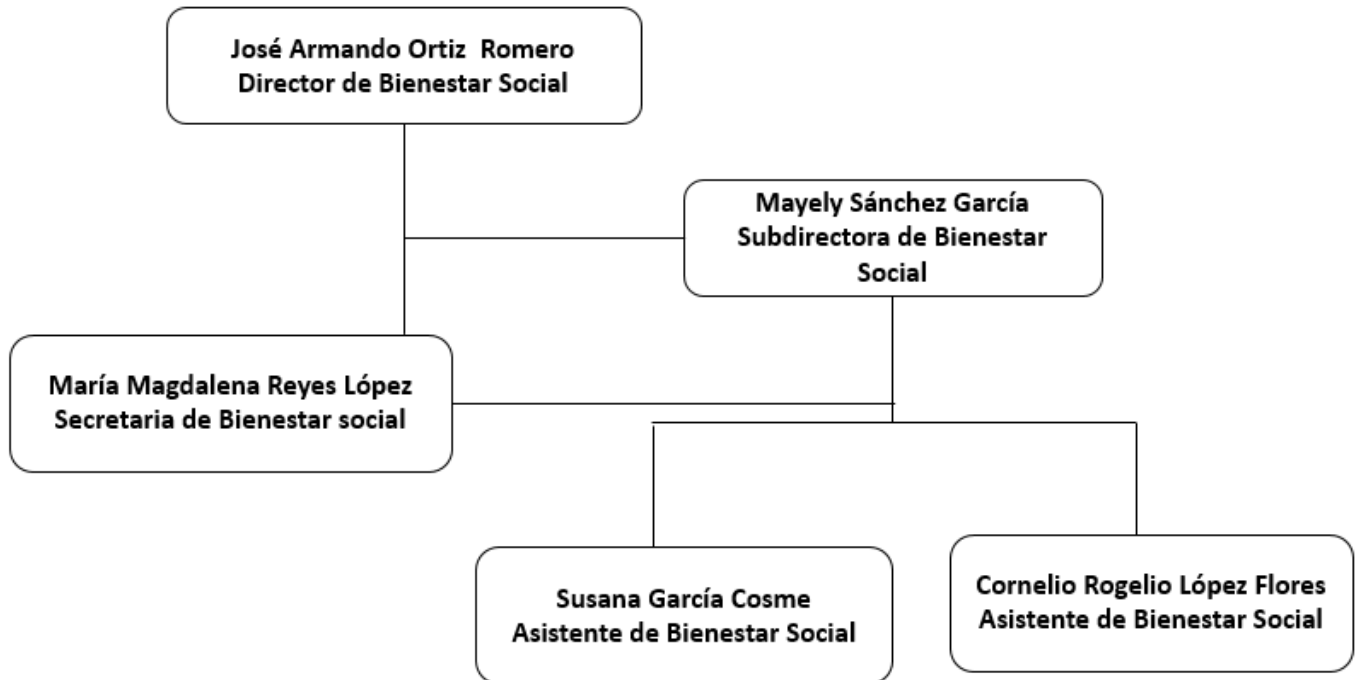 José Armando Ortiz  Romero
Director de Bienestar Social
Mayely Sánchez García
Subdirectora de Bienestar
Social
María Magdalena Reyes López
Secretaria de Bienestar social
Susana García Cosme
Asistente de Bienestar Social
Cornelio Rogelio López Flores
Asistente de Bienestar Social